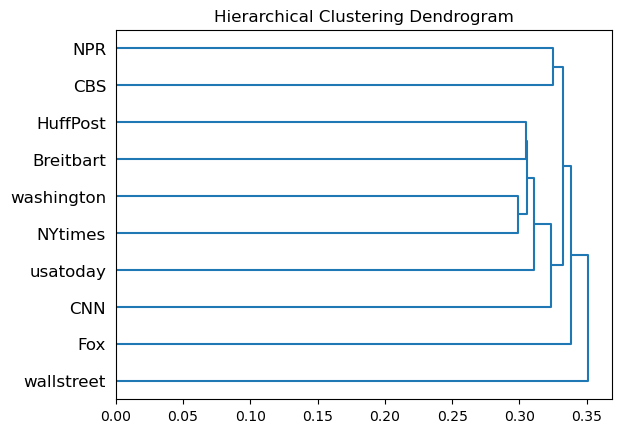 Hierarchical Clustering Dendrogram
NPR
CBS
HuffPost
Breitbart
washington
NYtimes
usatoday
CNN
Fox
wallstreet
0.00 0.05 0.10 0.15 0.20 0.25 0.30 0.35